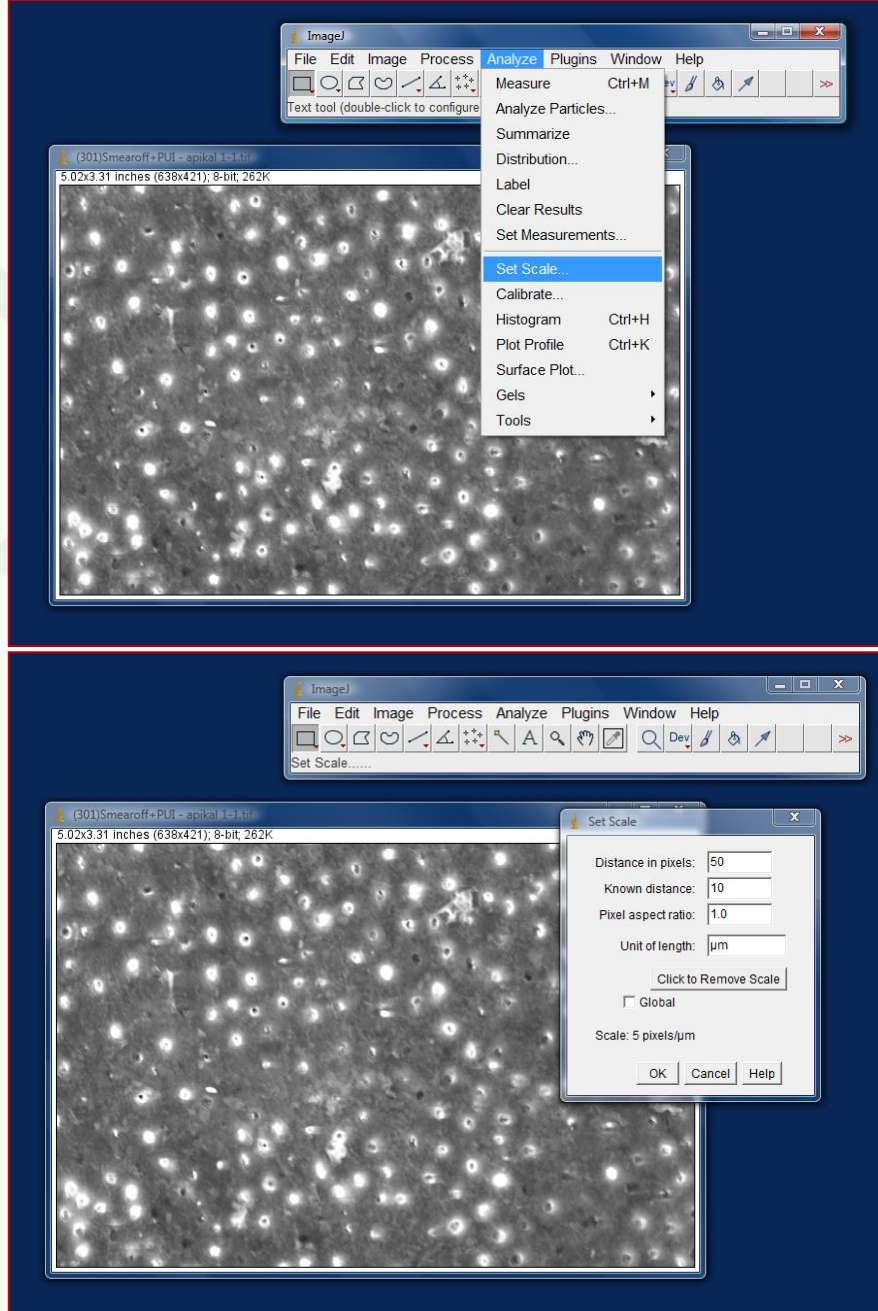 ImageJ
File Edit Image Process Analyze Plugins Window Help
Text tool (double-click to configure
Measure Ctrl+M
Analyze Particles...
Summarize
Distribution...
Label
Clear Results
Set Measurements...
Set Scale...
Calibrate...
Histogram Ctrl+H
Plot Profile Ctrl+K
Surface Plot...
Gels
Tools
(301)Smearoff+PUI - apikal 1-1.tif
5.02x3.31 inches (638x421); 8-bit; 262K
ImageJ
File Edit Image Process Analyze Plugins Window Help
A Dev
Set Scale......
(301)Smearoff+PUI - apikal 1-1.tif
5.02x3.31 inches (638x421); 8-bit; 262K
Set Scale
Distance in pixels: 50
Known distance: 10
Pixel aspect ratio: 1.0
Unit of length: µm
Click to Remove Scale
Global
Scale: 5 pixels/µm
OK Cancel Help